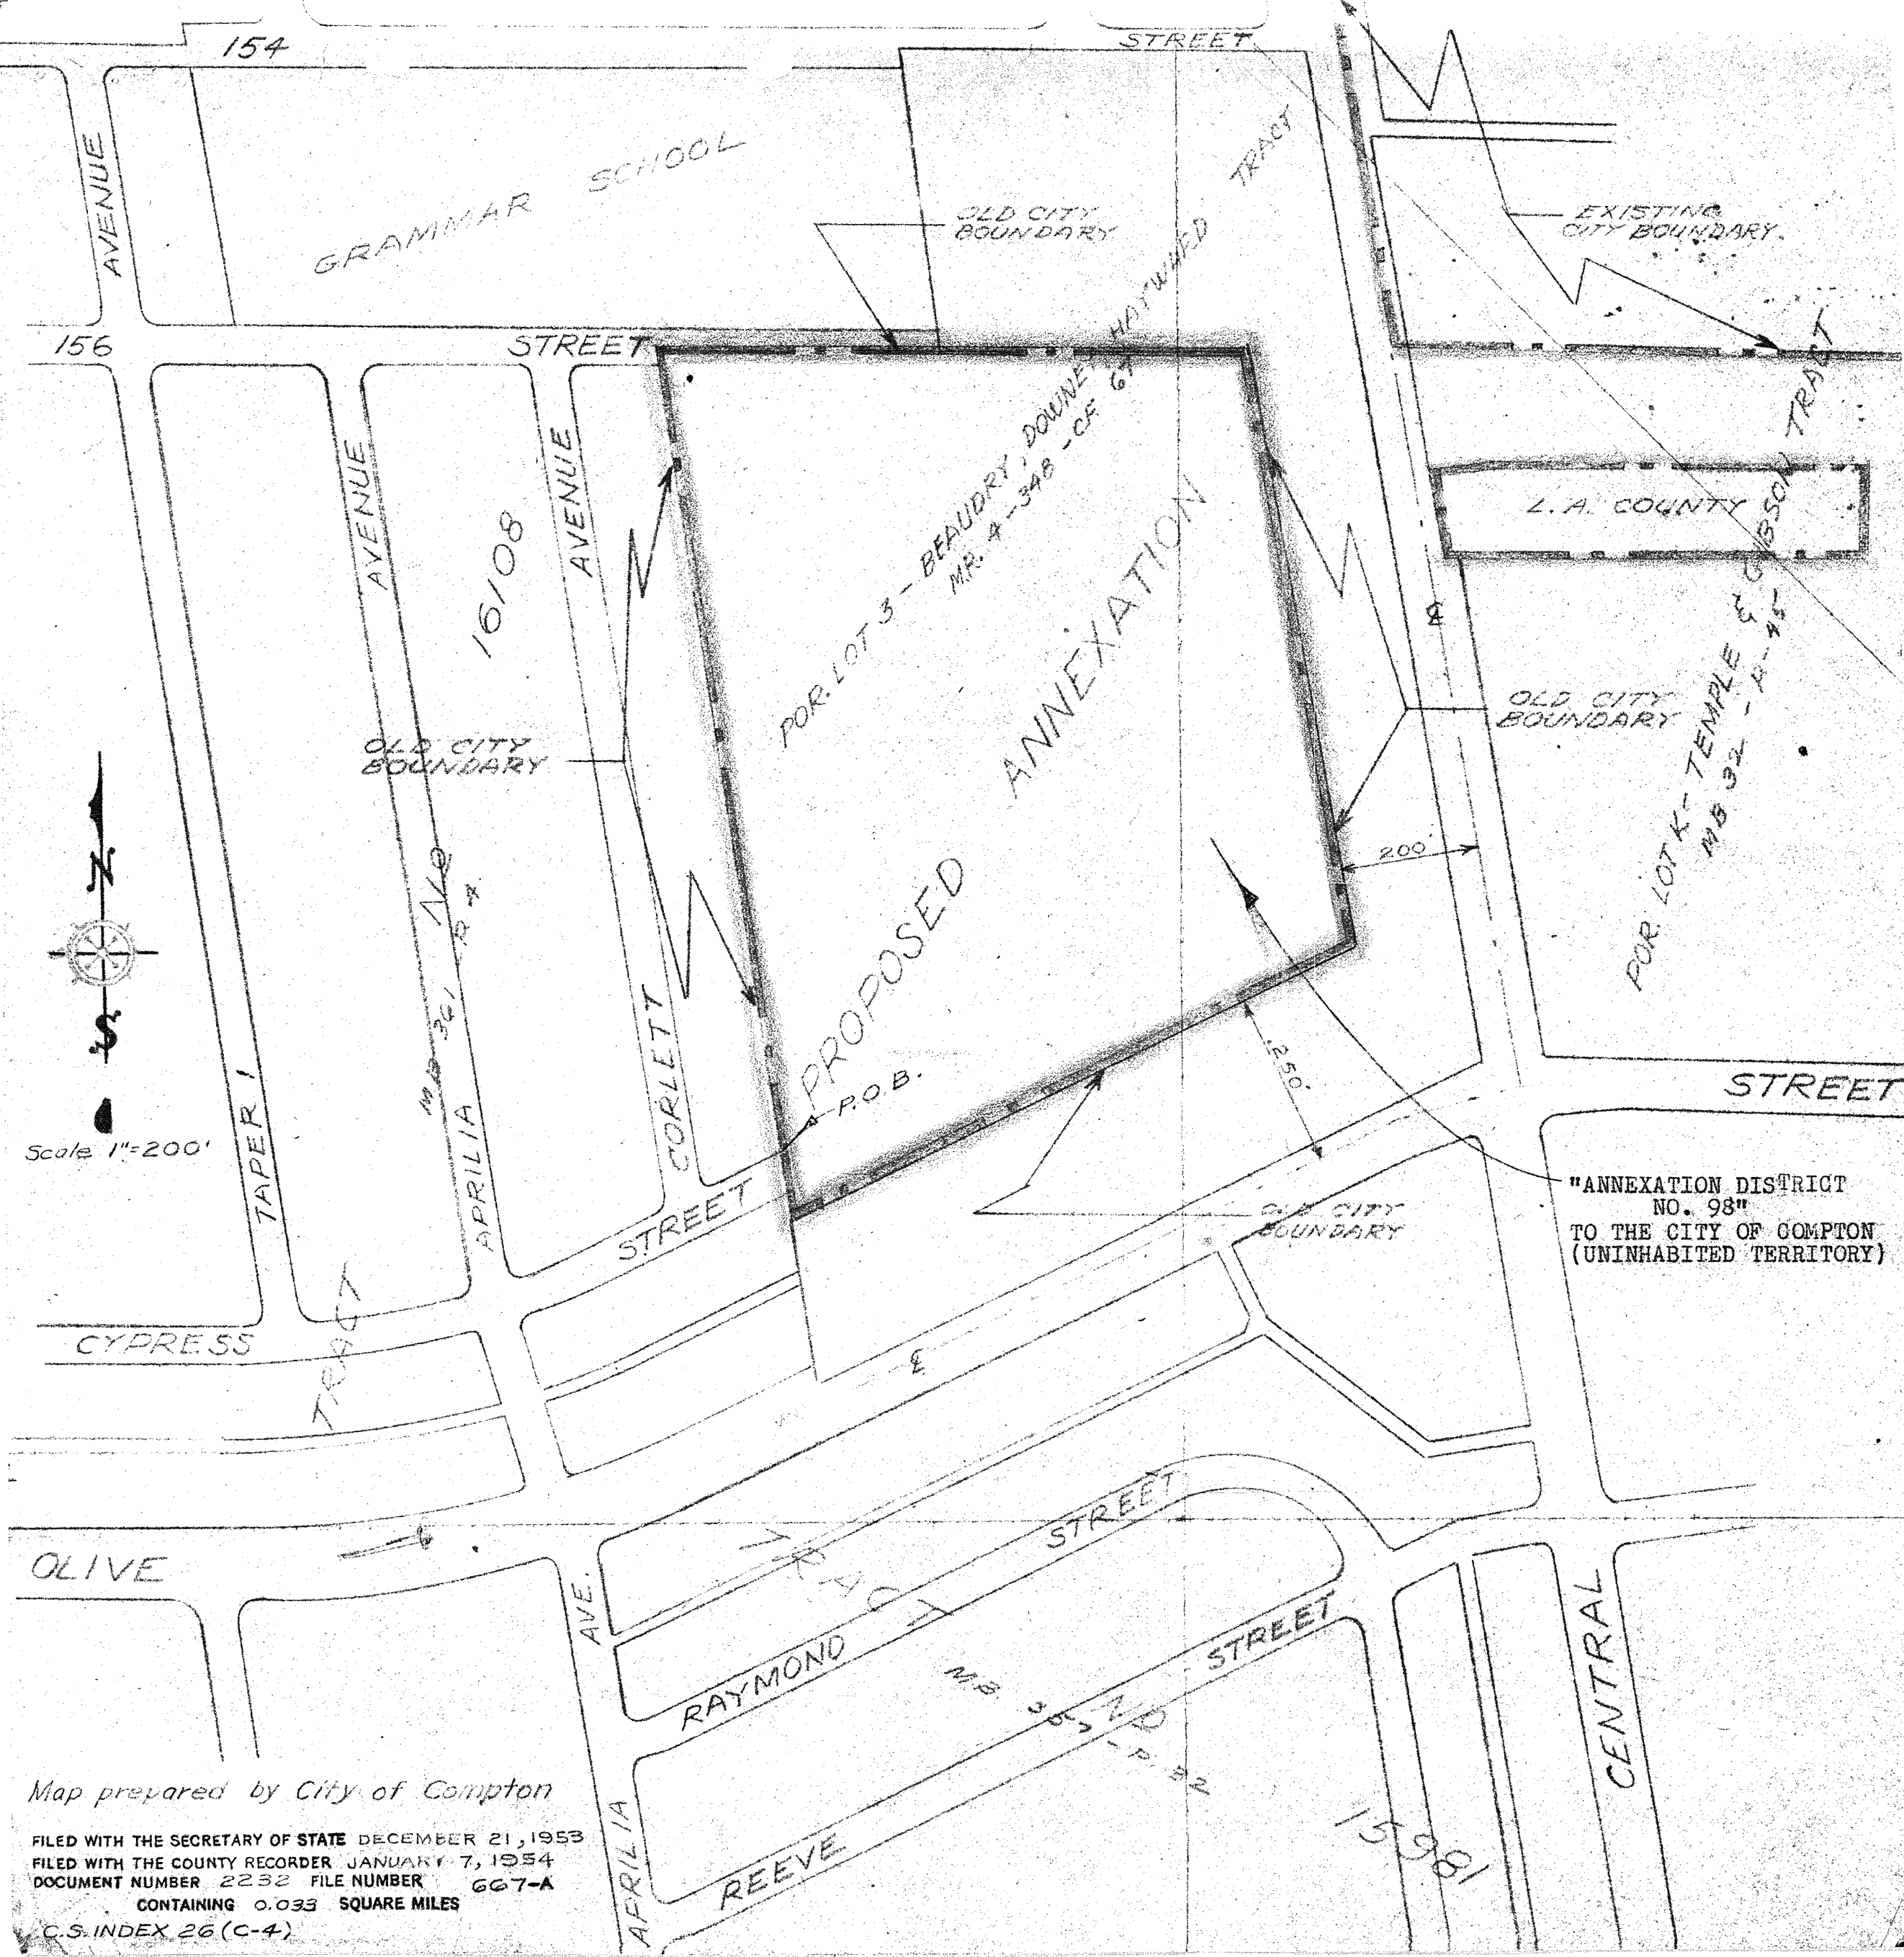 154
STREET
AVENUE
GRAMMAR SCHOOL
TRACT
OLD CITY
BOUNDARY
EXISTING
CITY BOUNDARY.
156
STREET
AVENUE
AVENUE
16108
POR. LOT 3 - BEAUDRY, DOWNEY
TRACT
M.R. 4 - 348 - CF 67
L.A. COUNTY
POR. LOT K - TEMPLE & GIBSON TRACT
ANNEXATION
PROPOSED
OLD CITY
BOUNDARY
OLD CITY
BOUNDARY
200'
250'
N
S
Scale 1"=200'
TAPER
NO
MB 361
APRILIA
CORLETT
P.O.B.
STREET
STREET
"ANNEXATION DISTRICT
NO. 98"
TO THE CITY OF COMPTON
(UNINHABITED TERRITORY)
OLD CITY
BOUNDARY
CYPRESS
TRACT
OLIVE
AVE.
TRACT
STREET
RAYMOND
STREET
REEVE
APRILIA
NO
15981
CENTRAL
Map prepared by City of Compton
FILED WITH THE SECRETARY OF STATE DECEMBER 21, 1953
FILED WITH THE COUNTY RECORDER JANUARY 7, 1954
DOCUMENT NUMBER 2232 FILE NUMBER 667-A
CONTAINING 0.033 SQUARE MILES
C.S. INDEX 26 (C-4)